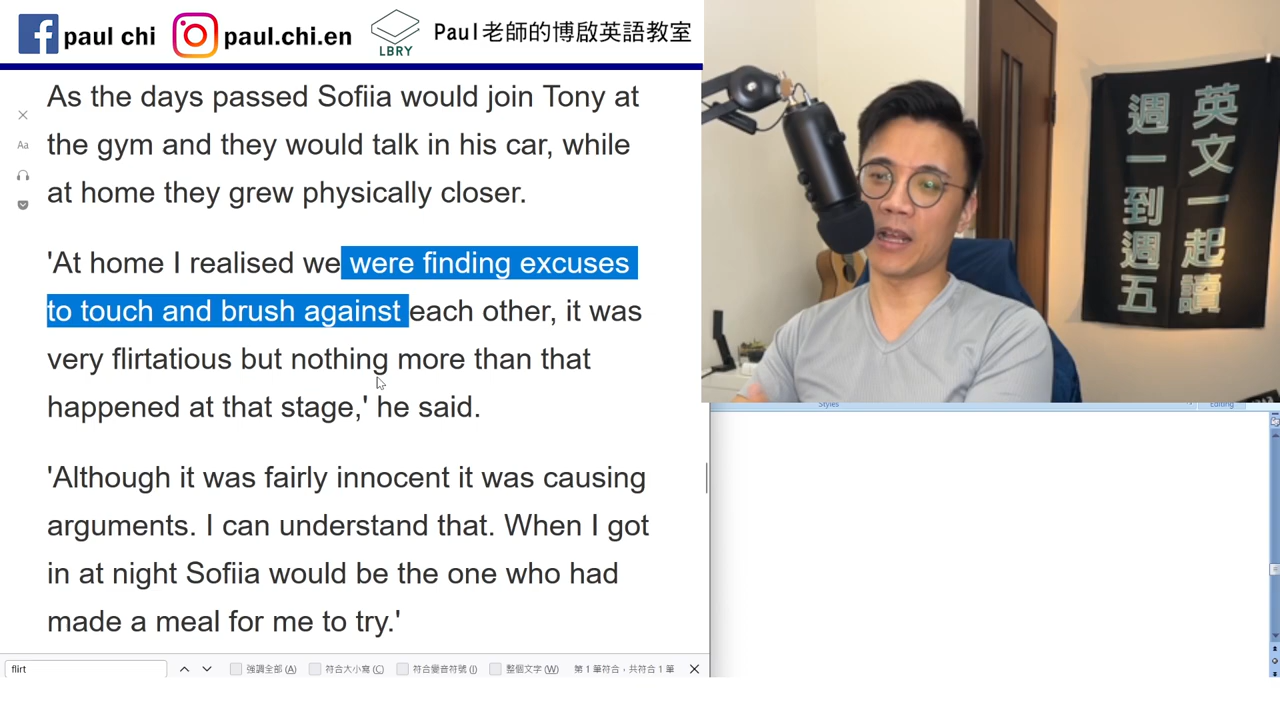 paul chi
paul.chi.en
LBRY
Paul老師的博啟英語教室
As the days passed Sofiia would join Tony at
the gym and they would talk in his car, while
at home they grew physically closer.
'At home I realised we were finding excuses
to touch and brush against each other, it was
very flirtatious but nothing more than that
happened at that stage,' he said.
'Although it was fairly innocent it was causing
arguments. I can understand that. When I got
in at night Sofiia would be the one who had
made a meal for me to try.'
Aa
英文一起讀
週一到週五
Styles
Editing
flirt
強調全部 (A)
符合大小寫 (C)
符合變音符號 (I)
整個文字 (W)
第 1 筆符合，共符合 1 筆